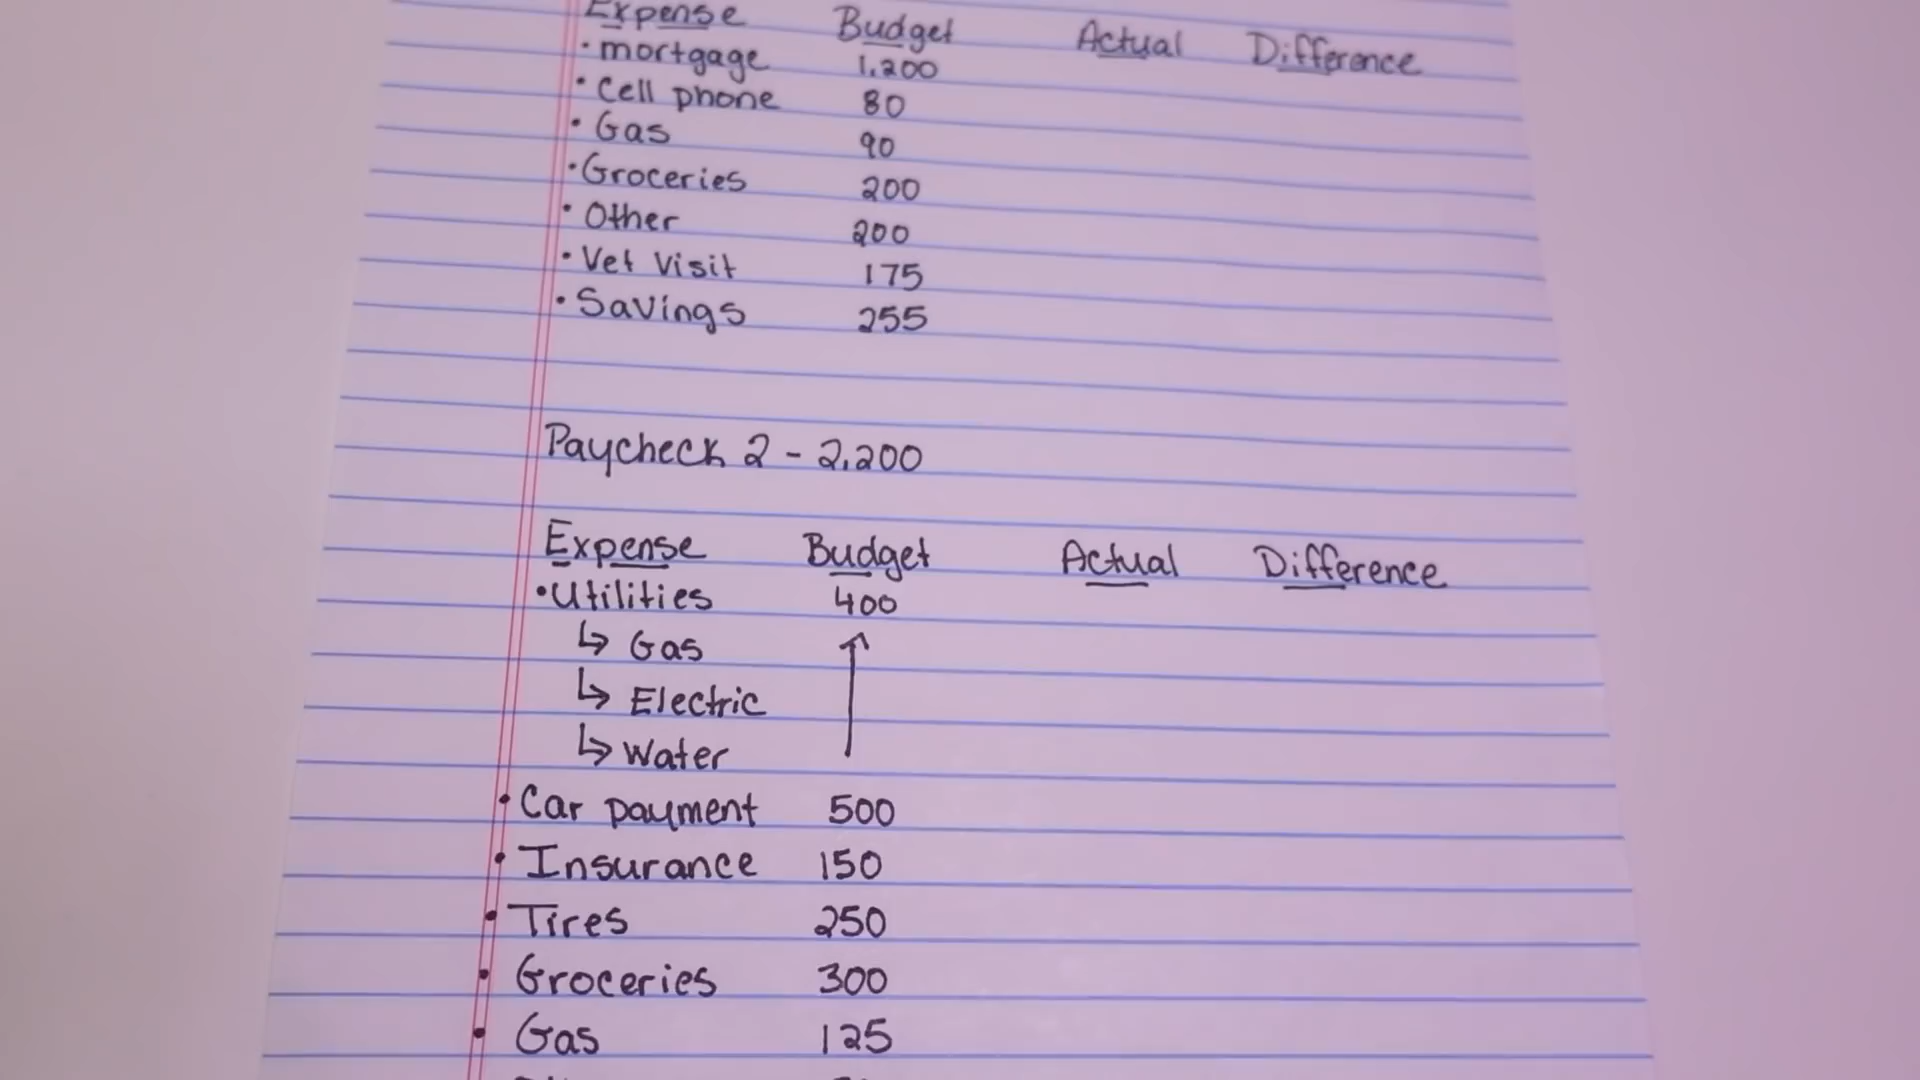 Expense Budget Actual Difference
• mortgage 1,200
• Cell phone 80
• Gas 90
• Groceries 200
• Other 200
• Vet Visit 175
• Savings 255
Paycheck 2 - 2,200
Expense Budget Actual Difference
• Utilities 400
↳ Gas
↳ Electric
↳ Water
• Car payment 500
• Insurance 150
• Tires 250
• Groceries 300
• Gas 125